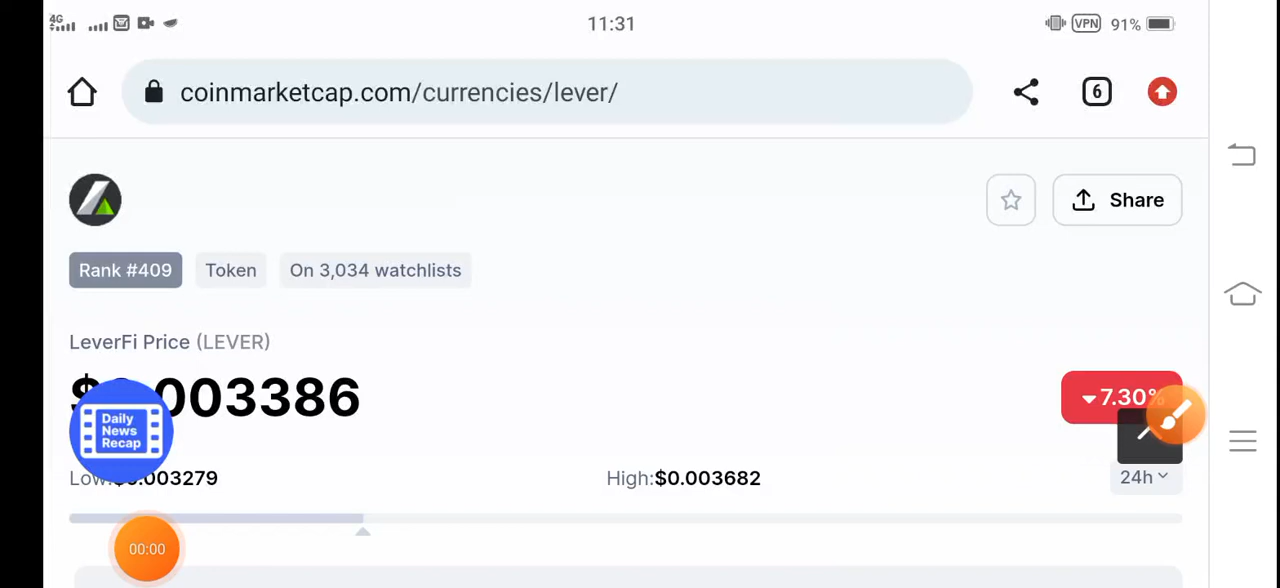 4G 11:31 VPN 91%
coinmarketcap.com/currencies/lever/ 6
Share
Rank #409 Token On 3,034 watchlists
LeverFi Price (LEVER)
$ 003386 7.30%
Daily
News
Recap
Low: 003279 High:$0.003682 24h
00:00